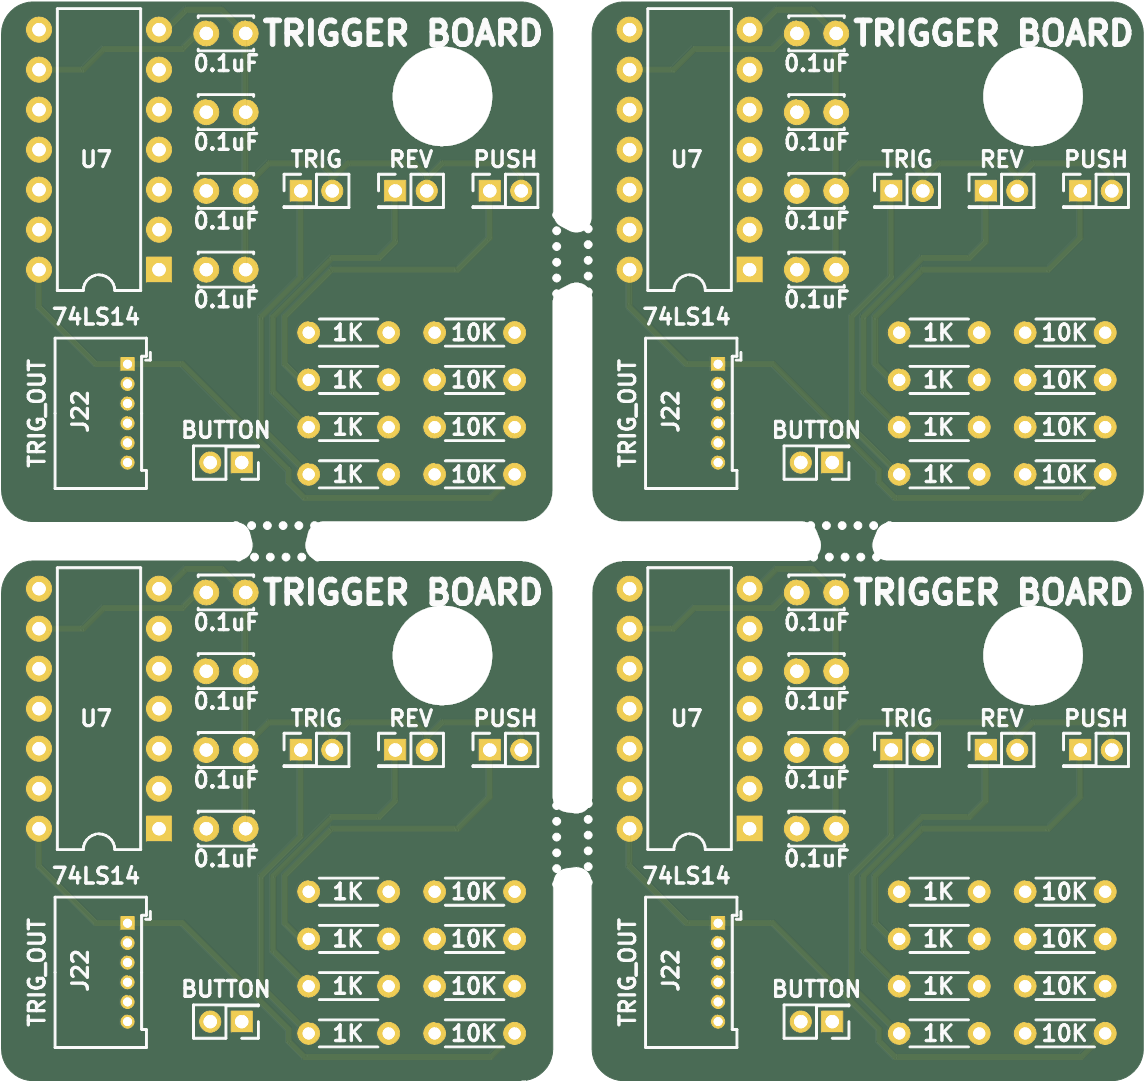 TRIGGER BOARD
0.1uF
U7
0.1uF
TRIG REV PUSH
0.1uF
0.1uF
74LS14
1K 10K
TRIG_OUT
J22
1K 10K
BUTTON
1K 10K
1K 10K
TRIGGER BOARD
0.1uF
U7
0.1uF
TRIG REV PUSH
0.1uF
0.1uF
74LS14
1K 10K
TRIG_OUT
J22
1K 10K
BUTTON
1K 10K
1K 10K
TRIGGER BOARD
0.1uF
U7
0.1uF
TRIG REV PUSH
0.1uF
0.1uF
74LS14
1K 10K
TRIG_OUT
J22
1K 10K
BUTTON
1K 10K
1K 10K
TRIGGER BOARD
0.1uF
U7
0.1uF
TRIG REV PUSH
0.1uF
0.1uF
74LS14
1K 10K
TRIG_OUT
J22
1K 10K
BUTTON
1K 10K
1K 10K